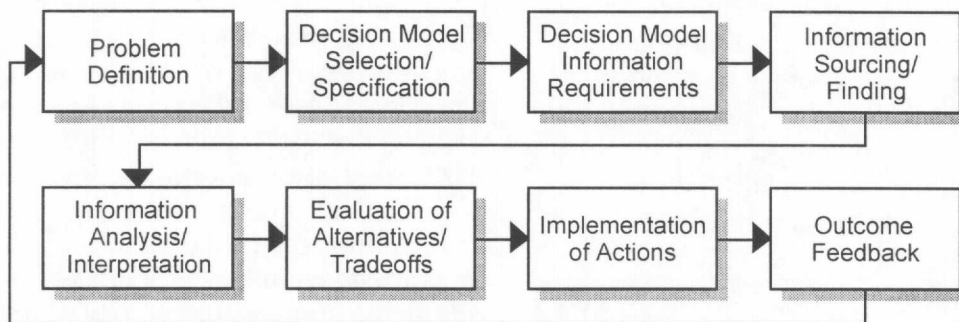 Problem
Definition
Decision Model
Selection/
Specification
Decision Model
Information
Requirements
Information
Sourcing/
Finding
Information
Analysis/
Interpretation
Evaluation of
Alternatives/
Tradeoffs
Implementation
of Actions
Outcome
Feedback